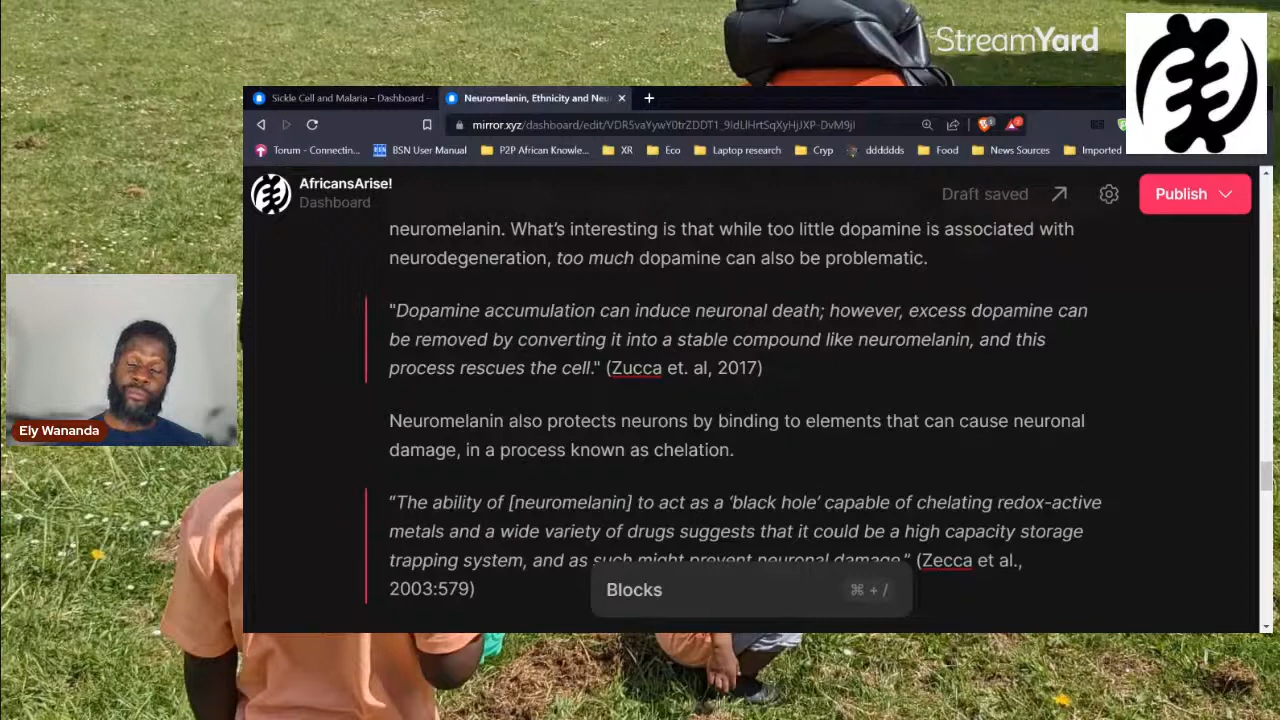 StreamYard
Sickle Cell and Malaria – Dashboard -
Neuromelanin, Ethnicity and Neu
mirror.xyz/dashboard/edit/
Torum - Connectin...
BSN User Manual
P2P African Knowle...
XR
Eco
Laptop research
Cryp
dddddds
Food
News Sources
Imported
AfricansArise!
Dashboard
Draft saved
Publish
neuromelanin. What's interesting is that while too little dopamine is associated with
neurodegeneration, too much dopamine can also be problematic.
"Dopamine accumulation can induce neuronal death; however, excess dopamine can
be removed by converting it into a stable compound like neuromelanin, and this
process rescues the cell." (Zucca et. al, 2017)
Neuromelanin also protects neurons by binding to elements that can cause neuronal
damage, in a process known as chelation.
“The ability of [neuromelanin] to act as a ‘black hole’ capable of chelating redox-active
metals and a wide variety of drugs suggests that it could be a high capacity storage
trapping system, and as such might prevent neuronal damage.” (Zecca et al.,
2003:579)
Blocks
⌘ + /
Ely Wananda